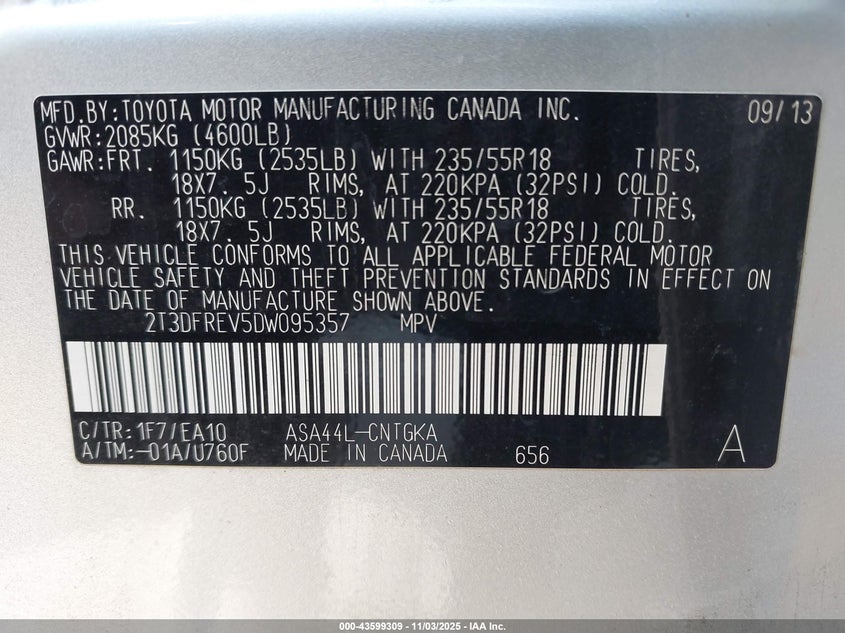 MFD.BY:TOYOTA MOTOR MANUFACTURING CANADA INC. 09/13
GVWR:2085KG (4600LB)
GAWR:FRT. 1150KG (2535LB) WITH 235/55R18 TIRES,
18X7. 5J RIMS, AT 220KPA (32PSI) COLD.
RR. 1150KG (2535LB) WITH 235/55R18 TIRES,
18X7. 5J RIMS, AT 220KPA (32PSI) COLD.
THIS VEHICLE CONFORMS TO ALL APPLICABLE FEDERAL MOTOR
VEHICLE SAFETY AND THEFT PREVENTION STANDARDS IN EFFECT ON
THE DATE OF MANUFACTURE SHOWN ABOVE.
2T3DFREV5DW095357 MPV
C/TR:1F7/EA10 ASA44L-CNTGKA
A/TM:-01A/U760F MADE IN CANADA 656 A
000-43599309 - 11/03/2025 - IAA Inc.